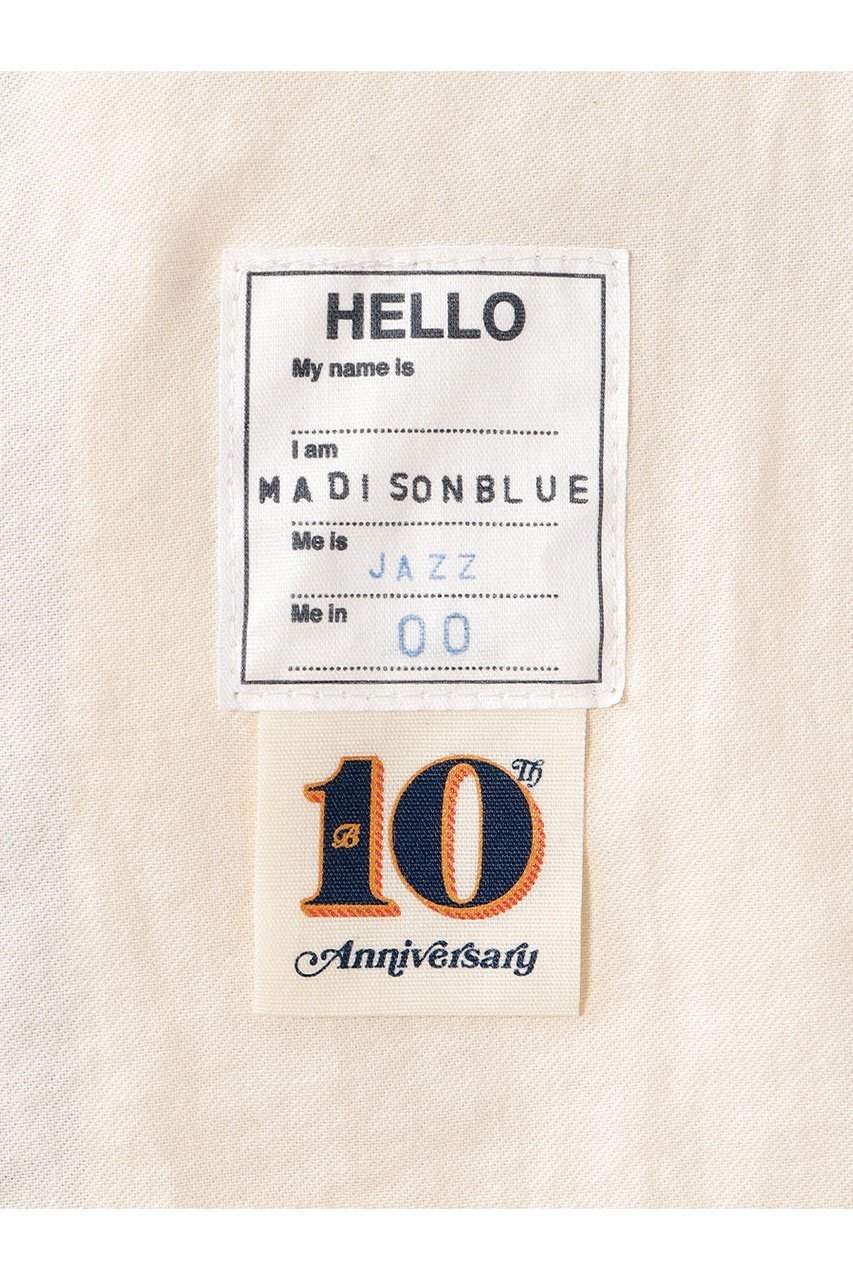 HELLO
My name is
I am
MADISONBLUE
Me is
JAZZ
Me in
00
10Th
B
Anniversary